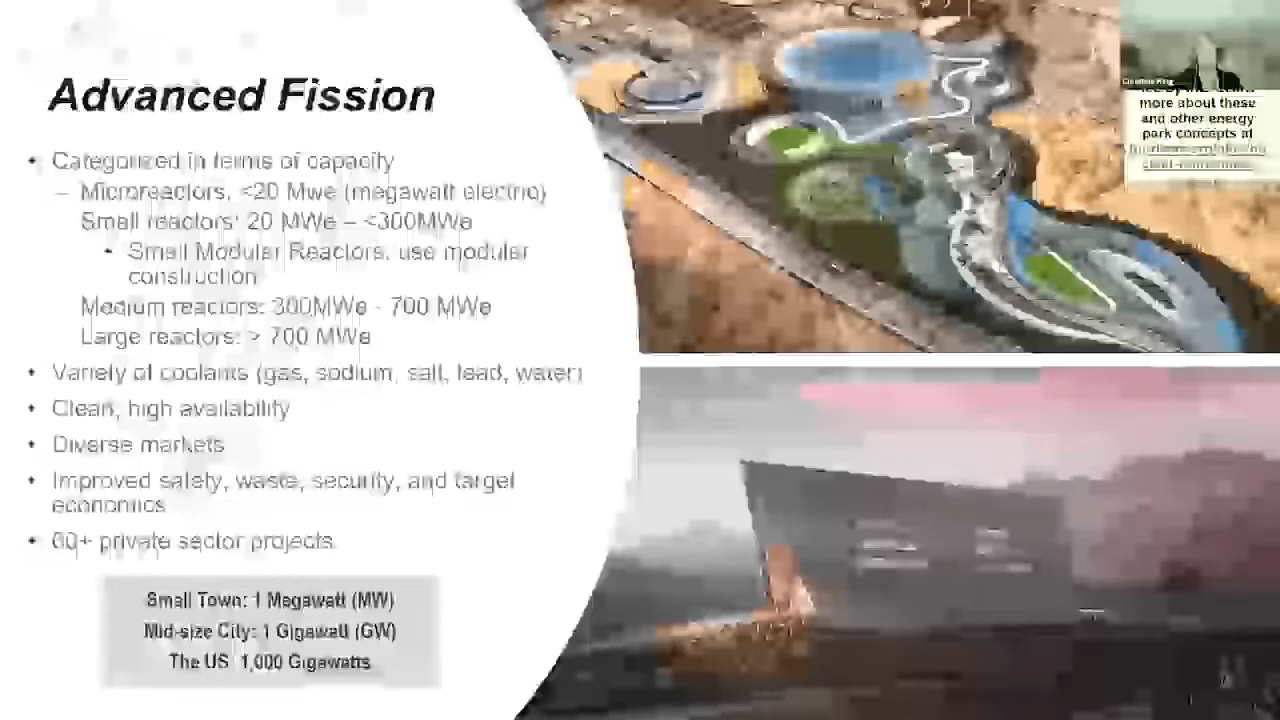 Advanced Fission
• Categorized in terms of capacity
– Microreactors, <20 Mwe (megawatt electric)
Small reactors: 20 MWe – <300MWe
• Small Modular Reactors, use modular
construction
Medium reactors: 300MWe - 700 MWe
Large reactors: > 700 MWe
• Variety of coolants (gas, sodium, salt, lead, water)
• Clean, high availability
• Diverse markets
• Improved safety, waste, security, and target
economics
• 60+ private sector projects
Small Town: 1 Megawatt (MW)
Mid-size City: 1 Gigawatt (GW)
The US 1,000 Gigawatts
more about these
and other energy
park concepts at